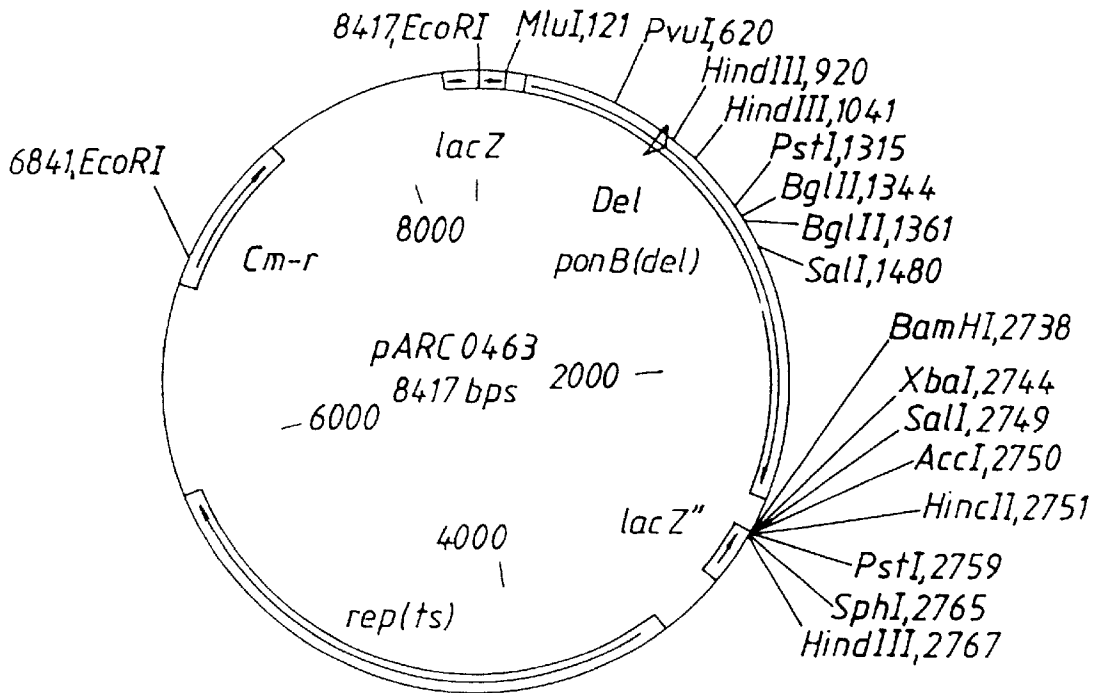 8417,EcoRI
MluI,121
PvuI,620
HindIII,920
HindIII,1041
PstI,1315
BglII,1344
BglII,1361
SalI,1480
6841,EcoRI
lacZ
8000
Del
Cm-r
ponB(del)
pARC0463
8417 bps
2000
6000
BamHI,2738
XbaI,2744
SalI,2749
AccI,2750
HincII,2751
PstI,2759
SphI,2765
HindIII,2767
lacZ"
4000
rep(ts)